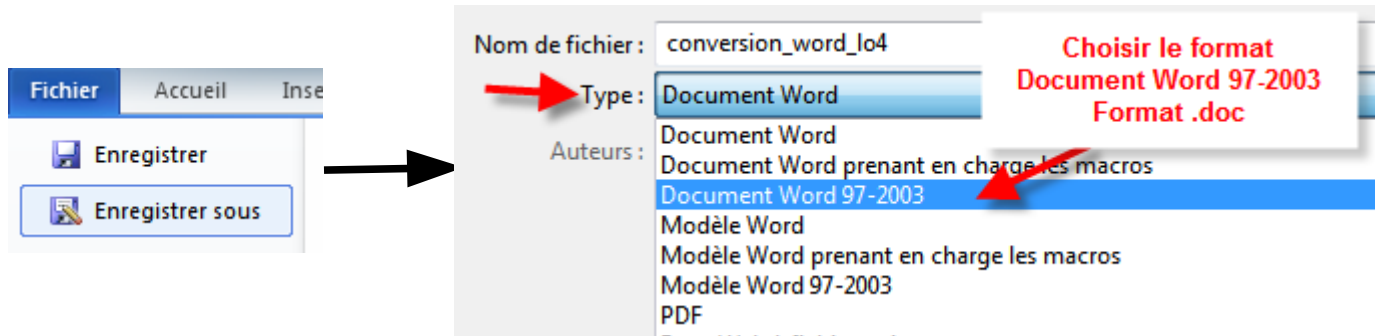 Fichier Accueil Inse
Enregistrer
Enregistrer sous
Nom de fichier : conversion_word_lo4
Type : Document Word
Auteurs :
Document Word
Document Word prenant en charge les macros
Document Word 97-2003
Modèle Word
Modèle Word prenant en charge les macros
Modèle Word 97-2003
PDF
Choisir le format
Document Word 97-2003
Format .doc